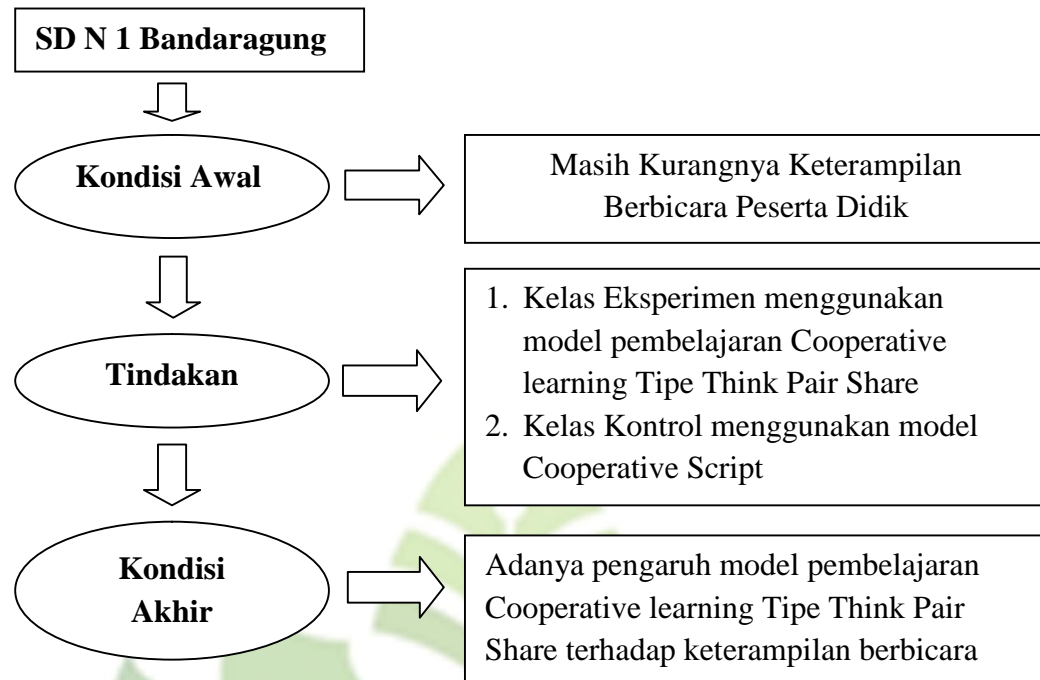 SD N 1 Bandaragung
Kondisi Awal
Masih Kurangnya Keterampilan
Berbicara Peserta Didik
Tindakan
1. Kelas Eksperimen menggunakan
model pembelajaran Cooperative
learning Tipe Think Pair Share
2. Kelas Kontrol menggunakan model
Cooperative Script
Kondisi
Akhir
Adanya pengaruh model pembelajaran
Cooperative learning Tipe Think Pair
Share terhadap keterampilan berbicara